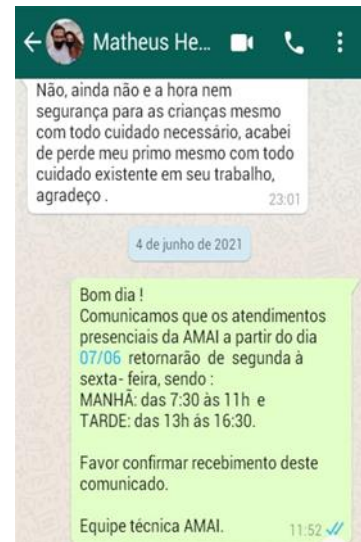 Matheus He...
Não, ainda não e a hora nem
segurança para as crianças mesmo
com todo cuidado necessário, acabei
de perde meu primo mesmo com todo
cuidado existente em seu trabalho,
agradeço .
23:01
4 de junho de 2021
Bom dia !
Comunicamos que os atendimentos
presenciais da AMAI a partir do dia
07/06 retornarão de segunda à
sexta- feira, sendo :
MANHÃ: das 7:30 às 11h e
TARDE: das 13h ás 16:30.
Favor confirmar recebimento deste
comunicado.
Equipe técnica AMAI.
11:52